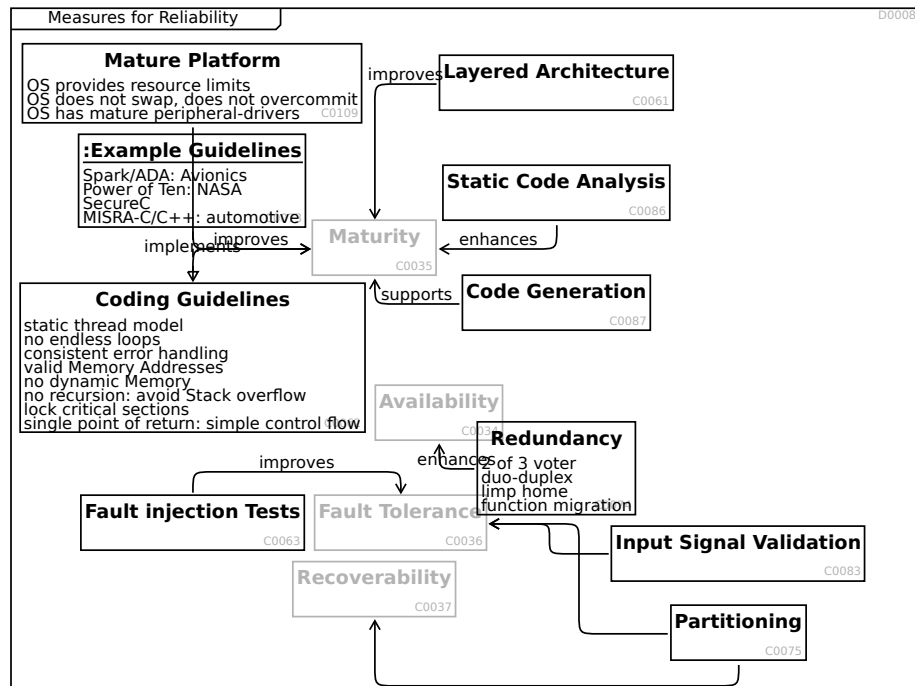 Measures for Reliability
D0008
Mature Platform
OS provides resource limits
OS does not swap, does not overcommit
OS has mature peripheral-drivers
C0109
improves
Layered Architecture
C0061
:Example Guidelines
Spark/ADA: Avionics
Power of Ten: NASA
SecureC
MISRA-C/C++: automotive
Static Code Analysis
C0086
implements
improves
Maturity
C0035
enhances
supports
Code Generation
C0087
Coding Guidelines
static thread model
no endless loops
consistent error handling
valid Memory Addresses
no dynamic Memory
no recursion: avoid Stack overflow
lock critical sections
single point of return: simple control flow
Availability
C0034
enhances
Redundancy
2 of 3 voter
duo-duplex
limp home
function migration
improves
Fault injection Tests
C0063
Fault Tolerance
C0036
Input Signal Validation
C0083
Recoverability
C0037
Partitioning
C0075